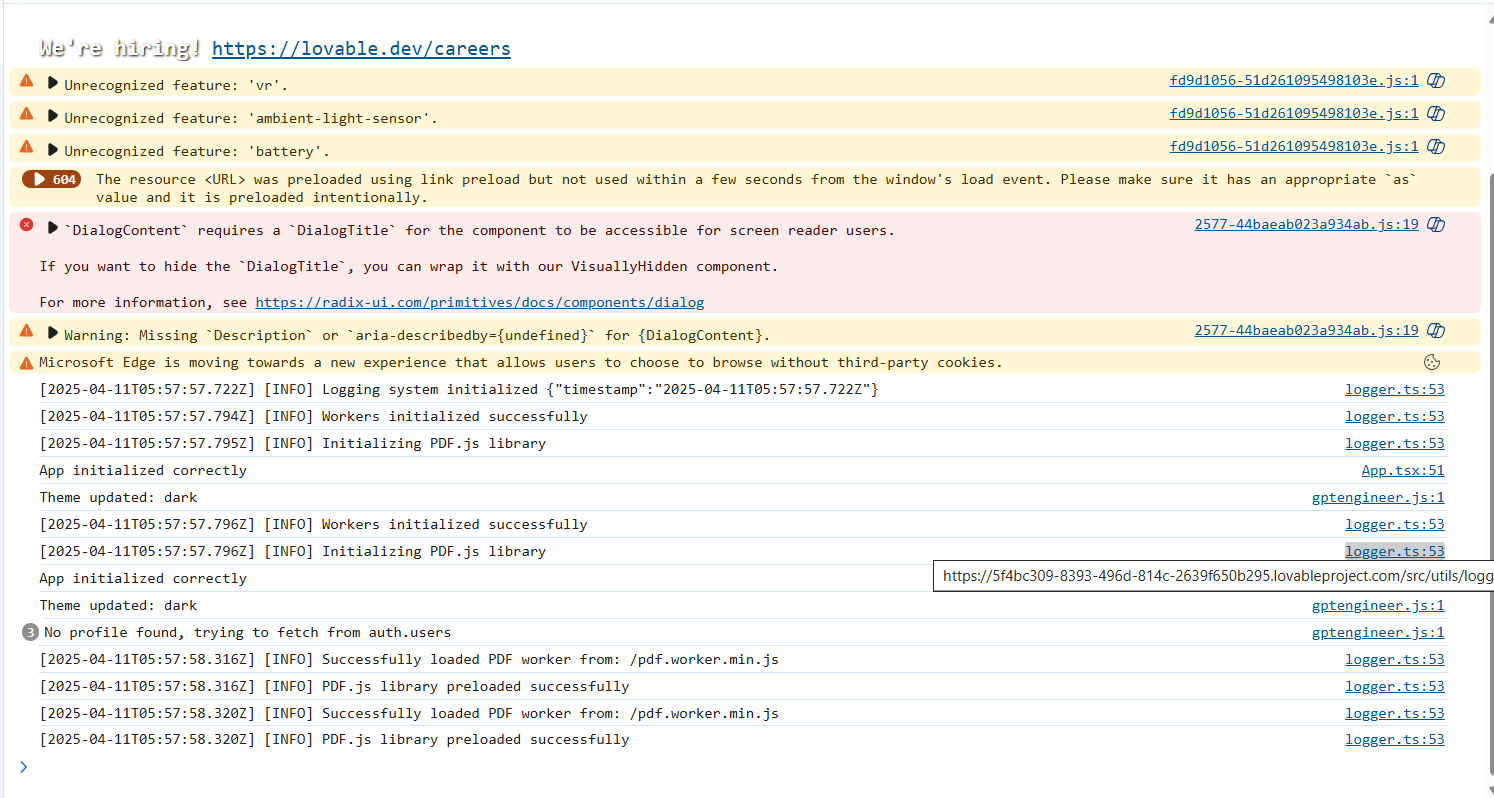 We're hiring! https://lovable.dev/careers
Unrecognized feature: 'vr'. fd9d1056-51d261095498103e.js:1
Unrecognized feature: 'ambient-light-sensor'. fd9d1056-51d261095498103e.js:1
Unrecognized feature: 'battery'. fd9d1056-51d261095498103e.js:1
604 The resource <URL> was preloaded using link preload but not used within a few seconds from the window's load event. Please make sure it has an appropriate `as`
value and it is preloaded intentionally.
`DialogContent` requires a `DialogTitle` for the component to be accessible for screen reader users. 2577-44baeab023a934ab.js:19
If you want to hide the `DialogTitle`, you can wrap it with our VisuallyHidden component.
For more information, see https://radix-ui.com/primitives/docs/components/dialog
Warning: Missing `Description` or `aria-describedby={undefined}` for {DialogContent}. 2577-44baeab023a934ab.js:19
Microsoft Edge is moving towards a new experience that allows users to choose to browse without third-party cookies.
[2025-04-11T05:57:57.722Z] [INFO] Logging system initialized {"timestamp":"2025-04-11T05:57:57.722Z"} logger.ts:53
[2025-04-11T05:57:57.794Z] [INFO] Workers initialized successfully logger.ts:53
[2025-04-11T05:57:57.795Z] [INFO] Initializing PDF.js library logger.ts:53
App initialized correctly App.tsx:51
Theme updated: dark gptengineer.js:1
[2025-04-11T05:57:57.796Z] [INFO] Workers initialized successfully logger.ts:53
[2025-04-11T05:57:57.796Z] [INFO] Initializing PDF.js library logger.ts:53
App initialized correctly https://5f4bc309-8393-496d-814c-2639f650b295.lovableproject.com/src/utils/logg
Theme updated: dark gptengineer.js:1
3 No profile found, trying to fetch from auth.users gptengineer.js:1
[2025-04-11T05:57:58.316Z] [INFO] Successfully loaded PDF worker from: /pdf.worker.min.js logger.ts:53
[2025-04-11T05:57:58.316Z] [INFO] PDF.js library preloaded successfully logger.ts:53
[2025-04-11T05:57:58.320Z] [INFO] Successfully loaded PDF worker from: /pdf.worker.min.js logger.ts:53
[2025-04-11T05:57:58.320Z] [INFO] PDF.js library preloaded successfully logger.ts:53